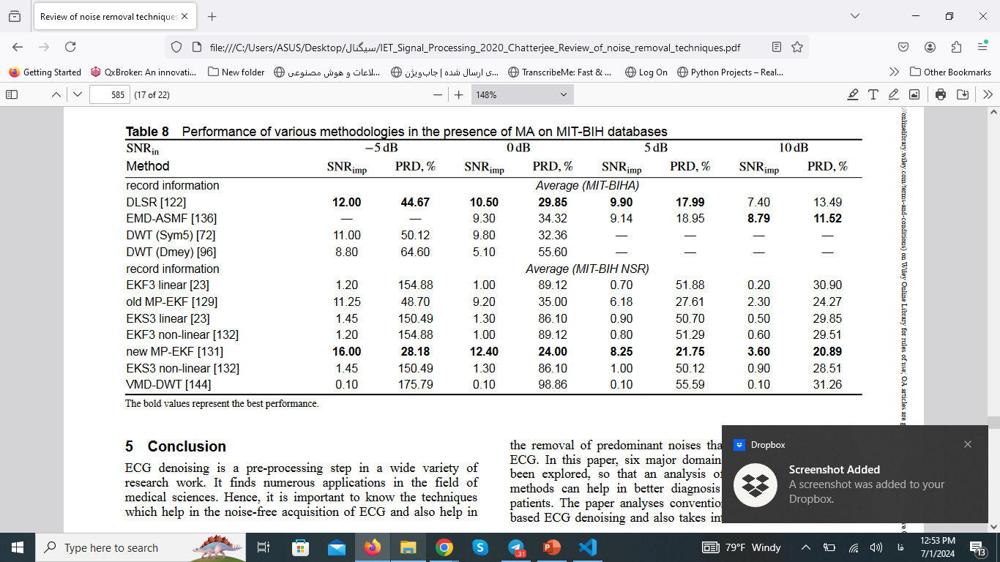 Review of noise removal techniques
file:///C:/Users/ASUS/Desktop/سیگنال/IET_Signal_Processing_2020_Chatterjee_Review_of_noise_removal_techniques.pdf
Getting Started
QxBroker: An innovati...
New folder
لاعات و هوش مصنوعی...
ی ارسال شده | جاب‌ویژن...
TranscribeMe: Fast & ...
Log On
Python Projects – Real...
Other Bookmarks
585 (17 of 22)
148%
Table 8 Performance of various methodologies in the presence of MA on MIT-BIH databases
SNRin −5 dB 0 dB 5 dB 10 dB
Method SNRimp PRD, % SNRimp PRD, % SNRimp PRD, % SNRimp PRD, %
record information Average (MIT-BIHA)
DLSR [122] 12.00 44.67 10.50 29.85 9.90 17.99 7.40 13.49
EMD-ASMF [136] — — 9.30 34.32 9.14 18.95 8.79 11.52
DWT (Sym5) [72] 11.00 50.12 9.80 32.36 — — — —
DWT (Dmey) [96] 8.80 64.60 5.10 55.60 — — — —
record information Average (MIT-BIH NSR)
EKF3 linear [23] 1.20 154.88 1.00 89.12 0.70 51.88 0.20 30.90
old MP-EKF [129] 11.25 48.70 9.20 35.00 6.18 27.61 2.30 24.27
EKS3 linear [23] 1.45 150.49 1.30 86.10 0.90 50.70 0.50 29.85
EKF3 non-linear [132] 1.20 154.88 1.00 89.12 0.80 51.29 0.60 29.51
new MP-EKF [131] 16.00 28.18 12.40 24.00 8.25 21.75 3.60 20.89
EKS3 non-linear [132] 1.45 150.49 1.30 86.10 1.00 50.12 0.90 28.51
VMD-DWT [144] 0.10 175.79 0.10 98.86 0.10 55.59 0.10 31.26
The bold values represent the best performance.
5 Conclusion
ECG denoising is a pre-processing step in a wide variety of
research work. It finds numerous applications in the field of
medical sciences. Hence, it is important to know the techniques
which help in the noise-free acquisition of ECG and also help in
the removal of predominant noises tha
ECG. In this paper, six major domain
been explored, so that an analysis o
methods can help in better diagnosis
patients. The paper analyses conventio
based ECG denoising and also takes in
://onlinelibrary.wiley.com/terms-and-conditions) on Wiley Online Library for rules of use; OA articles are g
Dropbox
Screenshot Added
A screenshot was added to your
Dropbox.
Type here to search
31
79°F Windy
فا
12:53 PM
7/1/2024
13